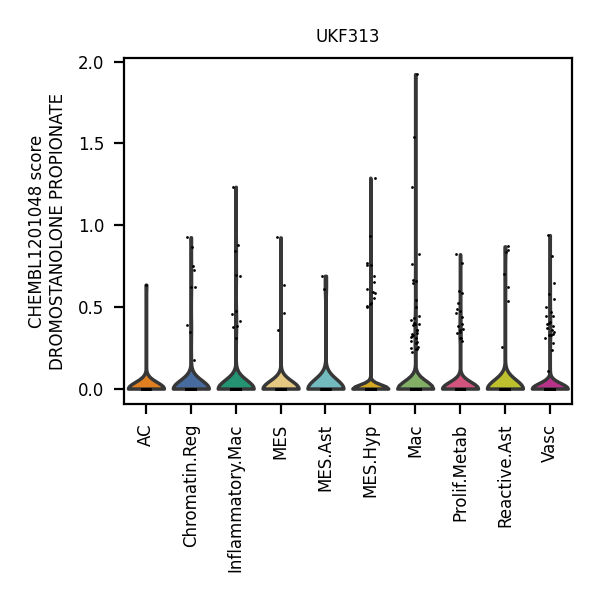 UKF313
CHEMBL1201048 score
DROMOSTANOLONE PROPIONATE
2.0
1.5
1.0
0.5
0.0
AC
Chromatin.Reg
Inflammatory.Mac
MES
MES.Ast
MES.Hyp
Mac
Prolif.Metab
Reactive.Ast
Vasc